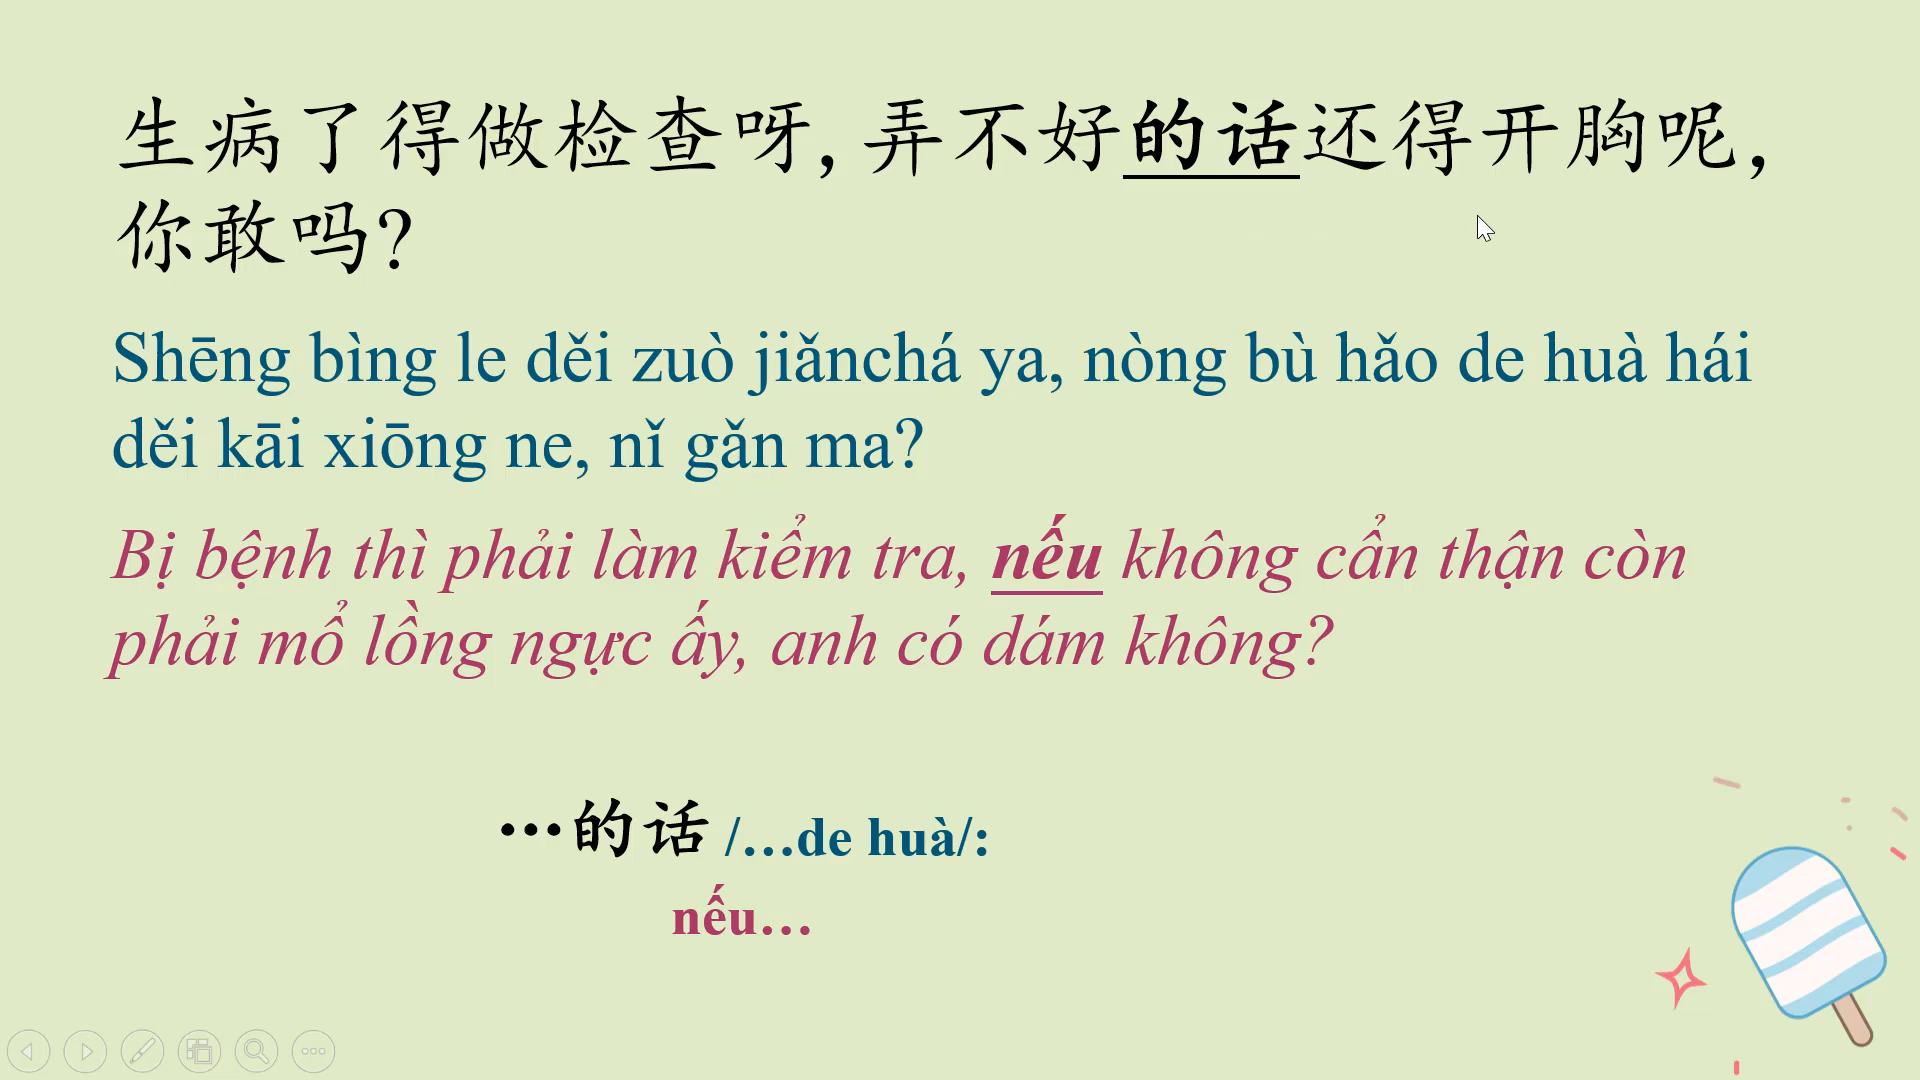 生病了得做检查呀,弄不好的话还得开胸呢,
你敢吗?
Shēng bìng le děi zuò jiǎnchá ya, nòng bù hǎo de huà hái
děi kāi xiōng ne, nǐ gǎn ma?
Bị bệnh thì phải làm kiểm tra, nếu không cẩn thận còn
phải mổ lồng ngực ấy, anh có dám không?
…的话 /…de huà/:
nếu…